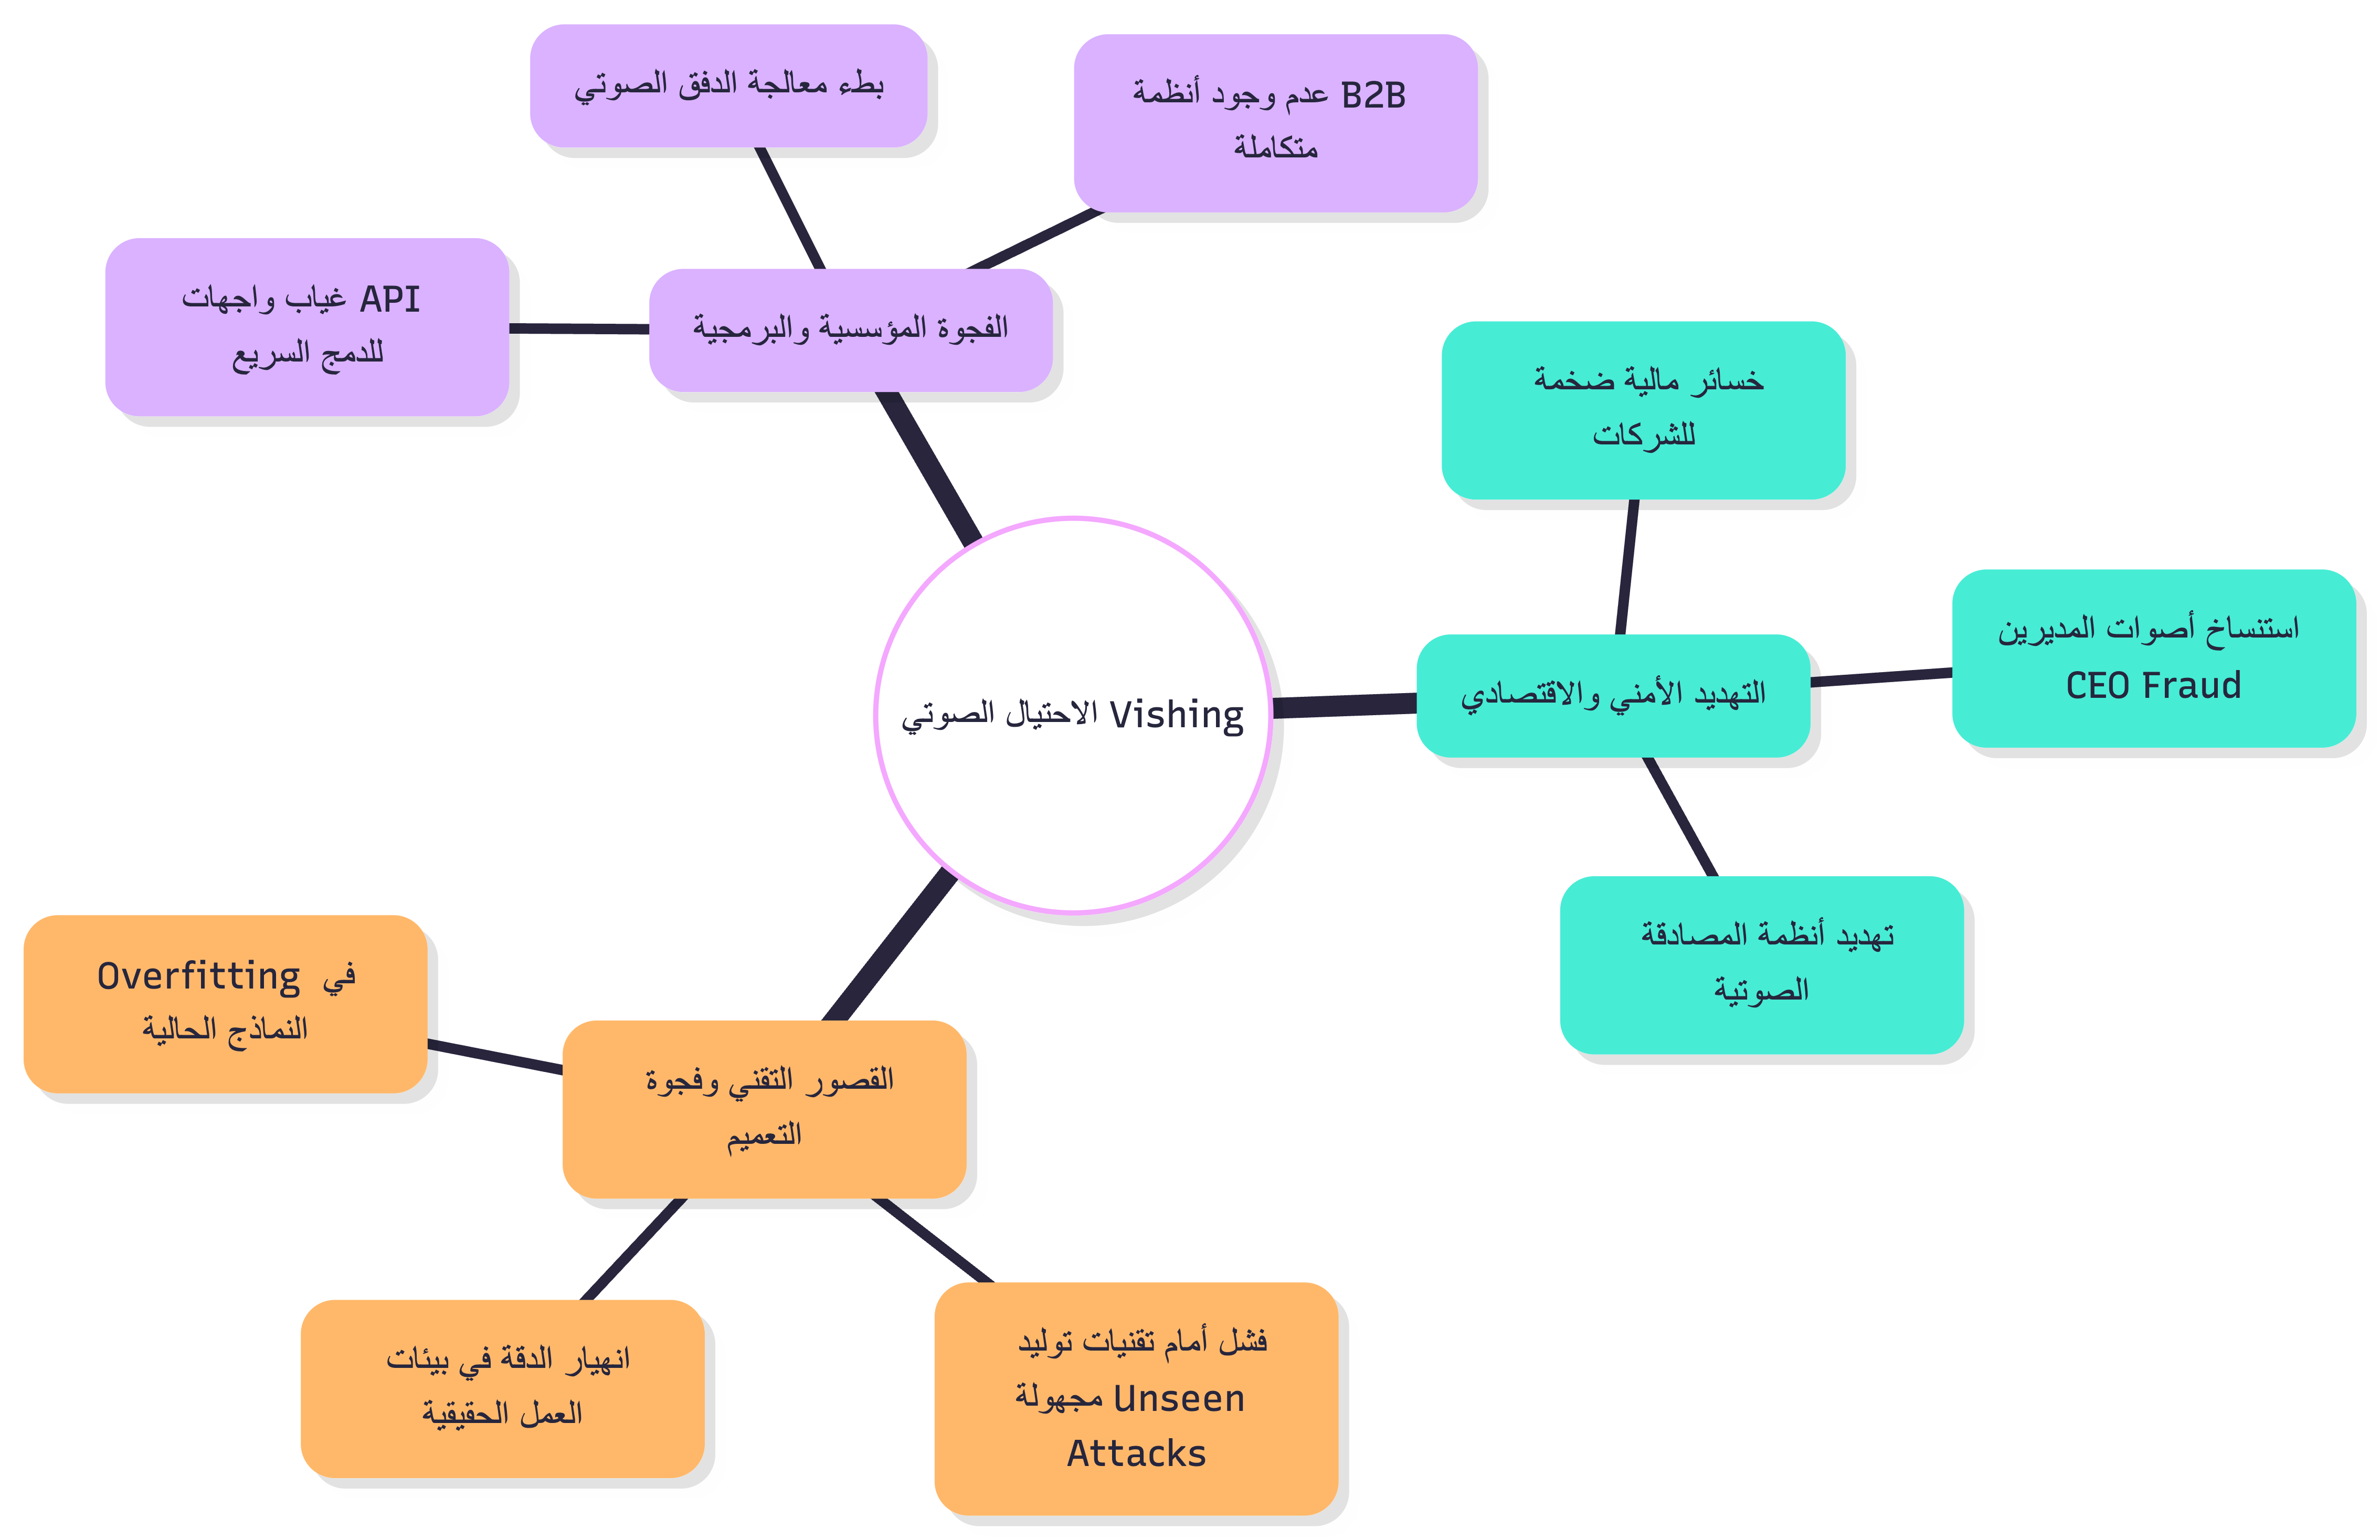 بطء معالجة الدفق الصوتي
عدم وجود أنظمة B2B
متكاملة
غياب واجهات API
للدمج السريع
الفجوة المؤسسية والبرمجية
خسائر مالية ضخمة
للشركات
استنساخ أصوات المديرين
CEO Fraud
التهديد الأمني والاقتصادي
الاحتيال الصوتي Vishing
تهديد أنظمة المصادقة
الصوتية
Overfitting في
النماذج الحالية
القصور التقني وفجوة
التعميم
انهيار الدقة في بيئات
العمل الحقيقية
فشل أمام تقنيات توليد
مجهولة Unseen
Attacks